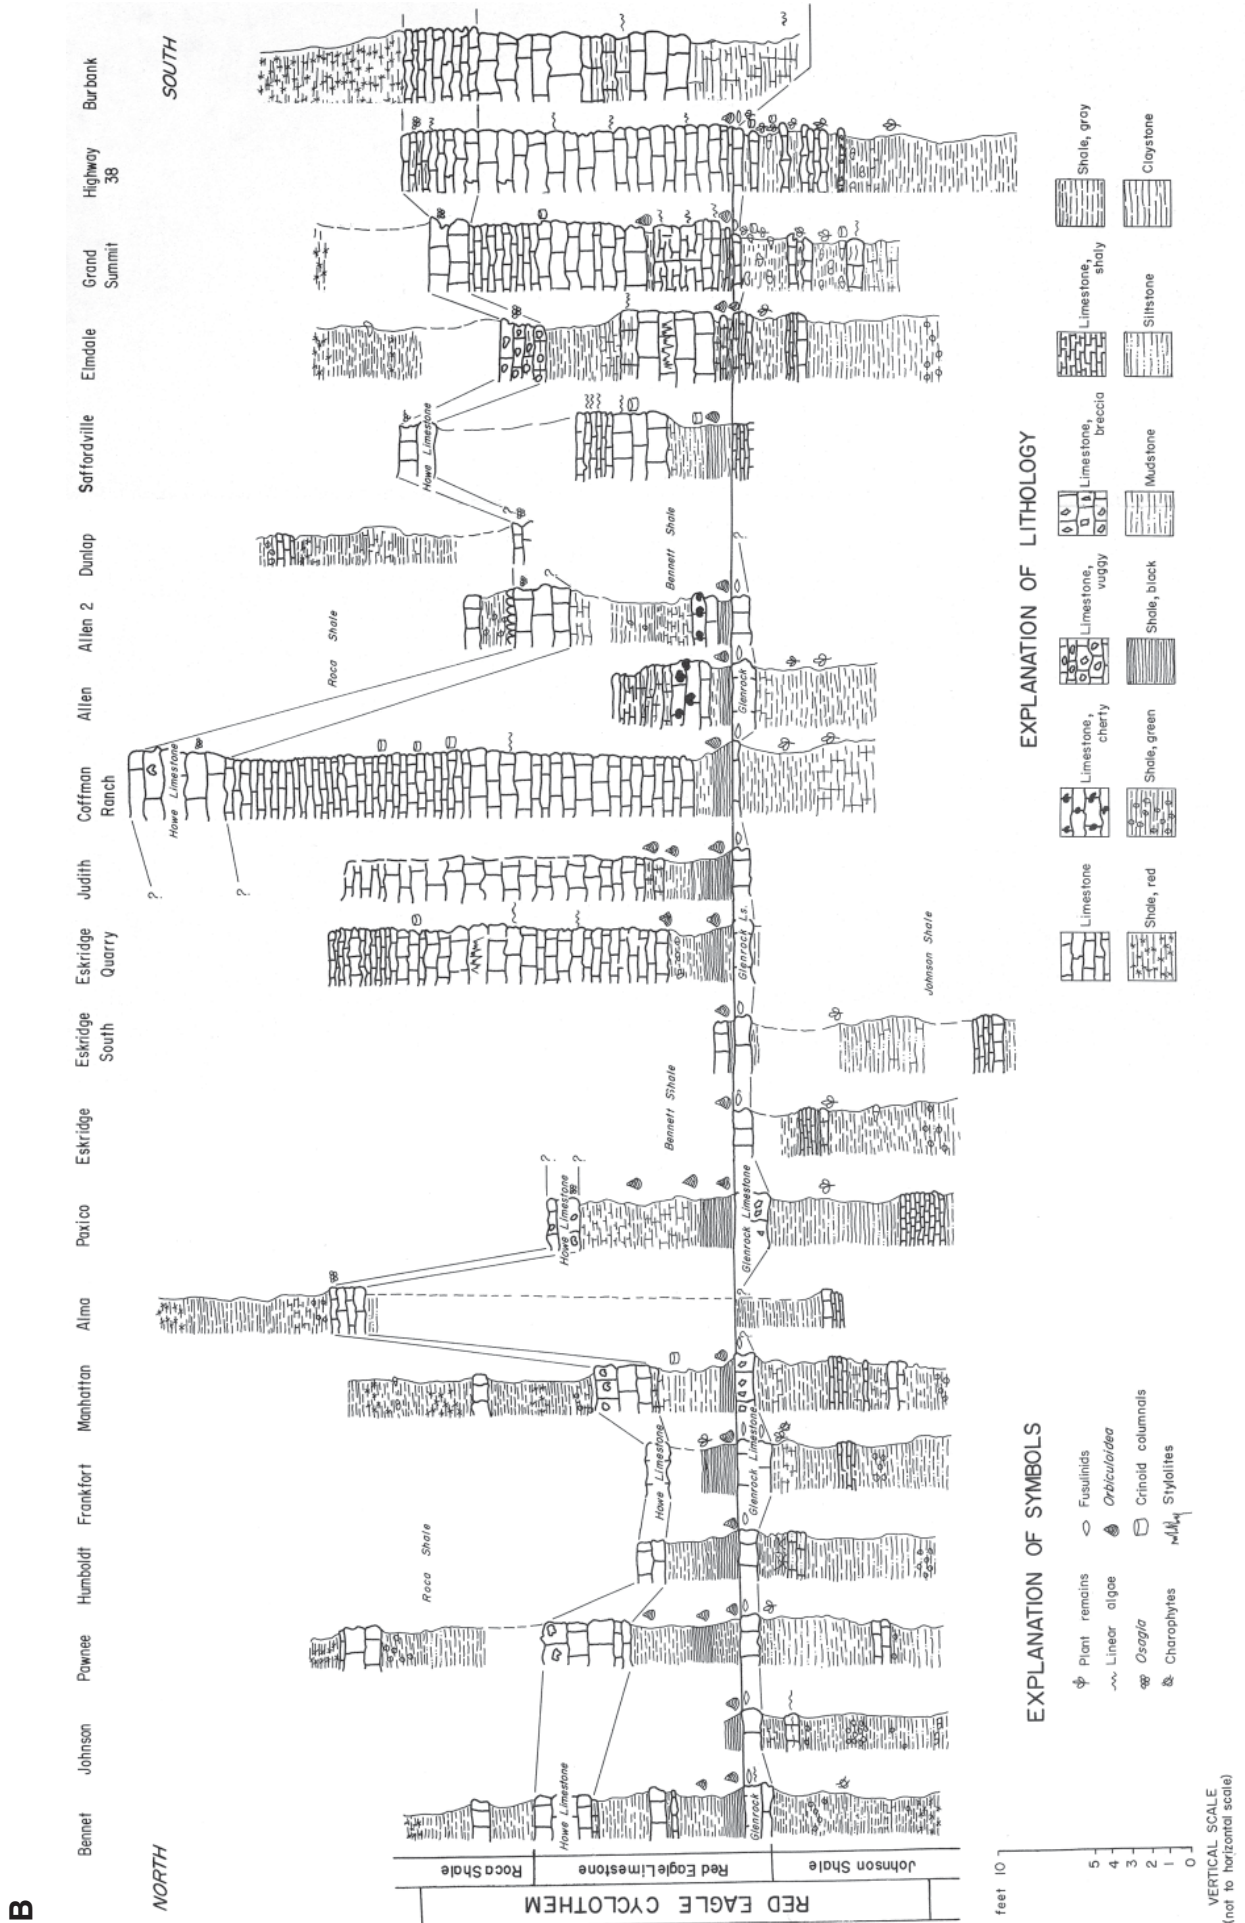 B
NORTH
SOUTH
Bennet
Johnson
Pawnee
Humboldt
Frankfort
Manhattan
Alma
Paxico
Eskridge
Eskridge
South
Eskridge
Quarry
Judith
Coffman
Ranch
Allen
Allen 2
Dunlap
Saffordville
Elmdale
Grand
Summit
Highway
38
Burbank
RED EAGLE CYCLOTHEM
Roca Shale
Red Eagle Limestone
Johnson Shale
Howe Limestone
Glenrock
Roca Shale
Howe Limestone
Glenrock Limestone
?
?
?
Howe Limestone
Glenrock Limestone
Bennett Shale
Johnson Shale
Glenrock Ls.
?
?
Howe Limestone
Glenrock
Roca Shale
?
?
Bennett Shale
?
Howe Limestone
EXPLANATION OF SYMBOLS
Plant remains
Fusulinids
Linear algae
Orbiculoidea
Osagia
Crinoid columnals
Charophytes
Stylolites
EXPLANATION OF LITHOLOGY
Limestone
Limestone,
cherty
Limestone,
vuggy
Limestone,
breccia
Limestone,
shaly
Shale, gray
Shale, red
Shale, green
Shale, black
Mudstone
Siltstone
Claystone
feet 10
5
4
3
2
1
0
VERTICAL SCALE
(not to horizontal scale)